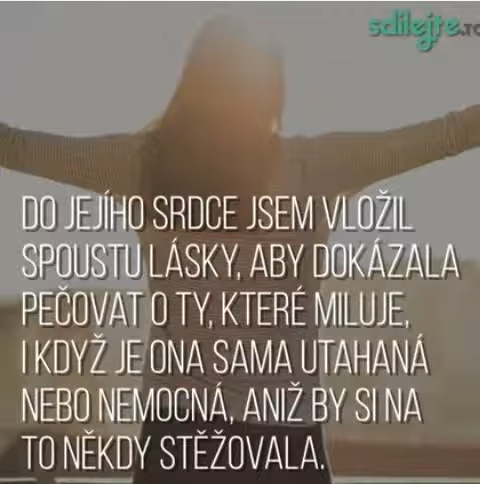 sdilejte.to
DO JEJÍHO SRDCE JSEM VLOŽIL
SPOUSTU LÁSKY, ABY DOKÁZALA
PEČOVAT O TY, KTERÉ MILUJE,
I KDYŽ JE ONA SAMA UTAHANÁ
NEBO NEMOCNÁ, ANIŽ BY SI NA
TO NĚKDY STĚŽOVALA.